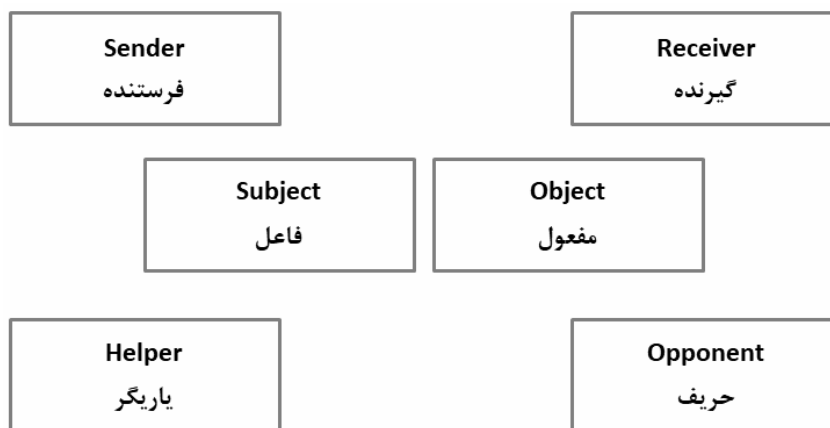 Sender
فرستنده
Receiver
گیرنده
Subject
فاعل
Object
مفعول
Helper
یاریگر
Opponent
حریف